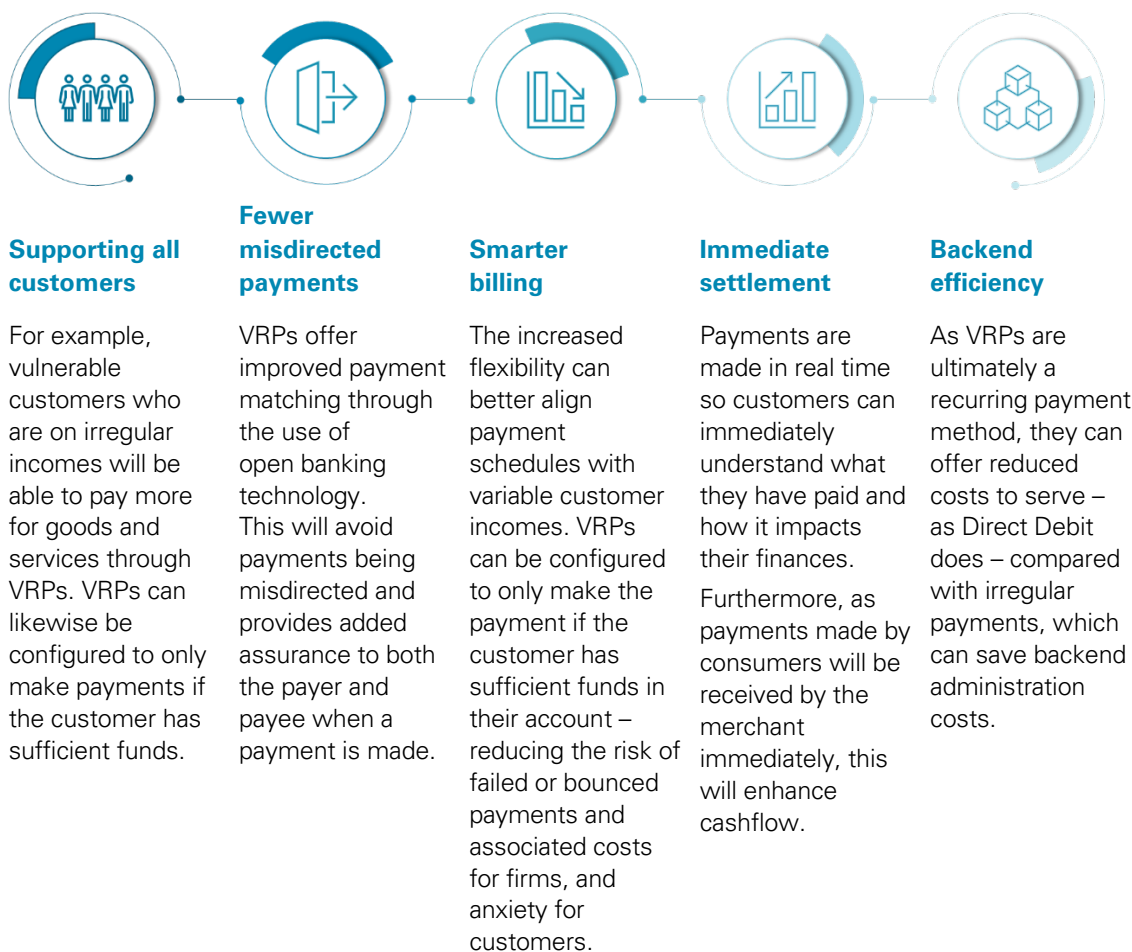 Supporting all
customers
For example,
vulnerable
customers who
are on irregular
incomes will be
able to pay more
for goods and
services through
VRPs. VRPs can
likewise be
configured to only
make payments if
the customer has
sufficient funds.
Fewer
misdirected
payments
VRPs offer
improved payment
matching through
the use of
open banking
technology.
This will avoid
payments being
misdirected and
provides added
assurance to both
the payer and
payee when a
payment is made.
Smarter
billing
The increased
flexibility can
better align
payment
schedules with
variable customer
incomes. VRPs
can be configured
to only make the
payment if the
customer has
sufficient funds in
their account –
reducing the risk of
failed or bounced
payments and
associated costs
for firms, and
anxiety for
customers.
Immediate
settlement
Payments are
made in real time
so customers can
immediately
understand what
they have paid and
how it impacts
their finances.
Furthermore, as
payments made by
consumers will be
received by the
merchant
immediately, this
will enhance
cashflow.
Backend
efficiency
As VRPs are
ultimately a
recurring payment
method, they can
offer reduced
costs to serve –
as Direct Debit
does – compared
with irregular
payments, which
can save backend
administration
costs.